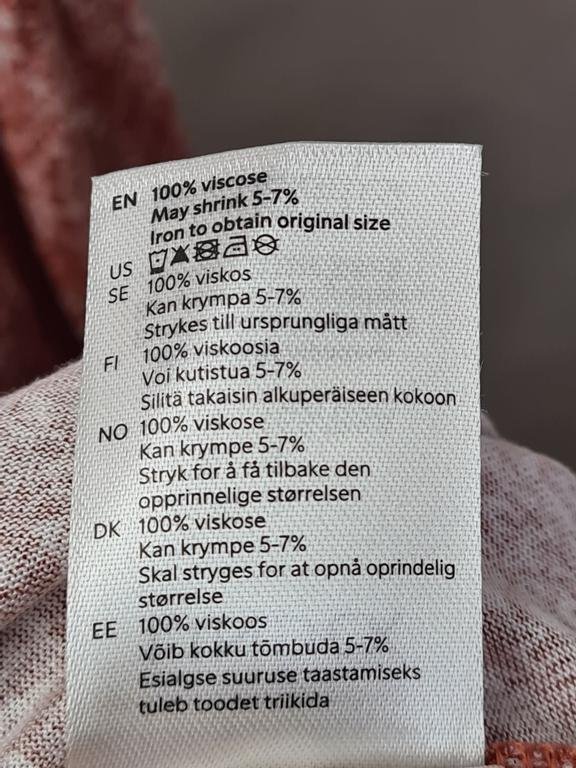 EN 100% viscose
May shrink 5-7%
Iron to obtain original size
US
SE 100% viskos
Kan krympa 5-7%
Strykes till ursprungliga mått
FI 100% viskoosia
Voi kutistua 5-7%
Silitä takaisin alkuperäiseen kokoon
NO 100% viskose
Kan krympe 5-7%
Stryk for å få tilbake den
opprinnelige størrelsen
DK 100% viskose
Kan krympe 5-7%
Skal stryges for at opnå oprindelig
størrelse
EE 100% viskoos
Võib kokku tõmbuda 5-7%
Esialgse suuruse taastamiseks
tuleb toodet triikida